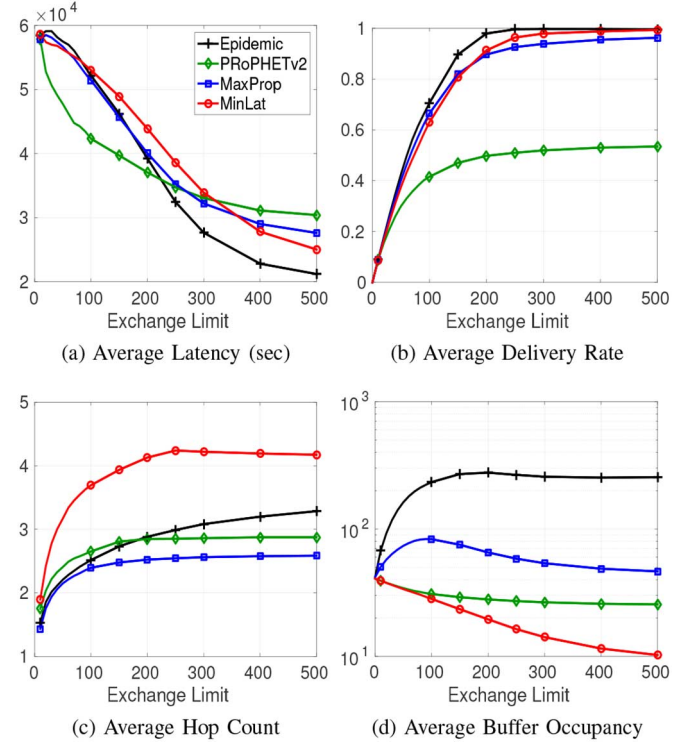 ×10⁴
6
5
4
3
2
0 100 200 300 400 500
Exchange Limit
Epidemic
PRoPHETv2
MaxProp
MinLat
(a) Average Latency (sec)
1
0.8
0.6
0.4
0.2
0
0 100 200 300 400 500
Exchange Limit
(b) Average Delivery Rate
5
4
3
2
1
0 100 200 300 400 500
Exchange Limit
(c) Average Hop Count
10³
10²
10¹
0 100 200 300 400 500
Exchange Limit
(d) Average Buffer Occupancy